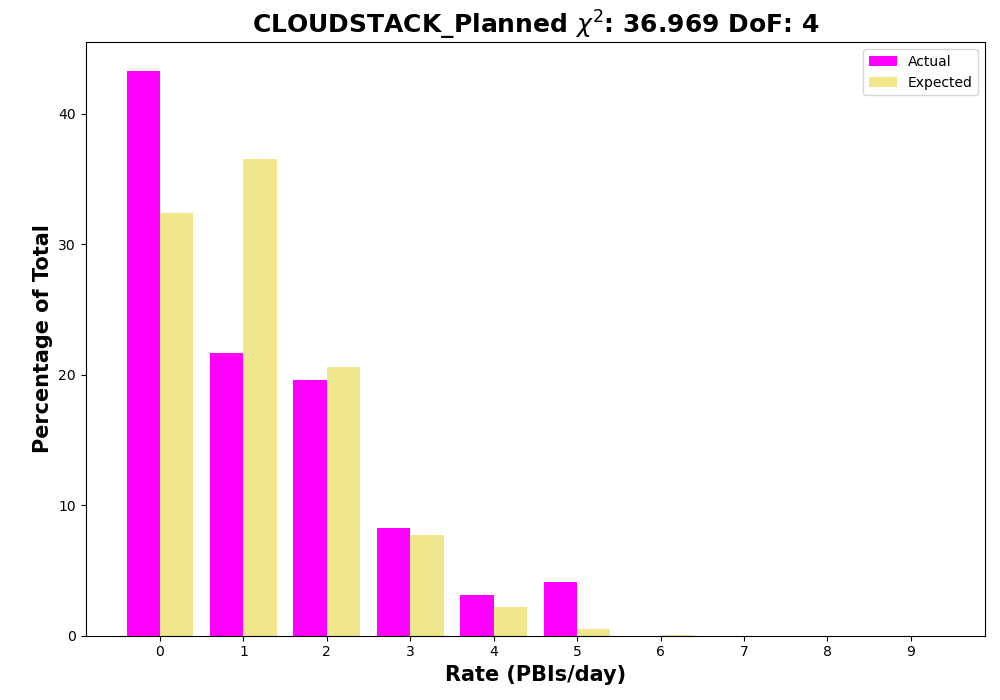 CLOUDSTACK_Planned χ²: 36.969 DoF: 4
Actual
Expected
Percentage of Total
40
30
20
10
0
0 1 2 3 4 5 6 7 8 9
Rate (PBIs/day)